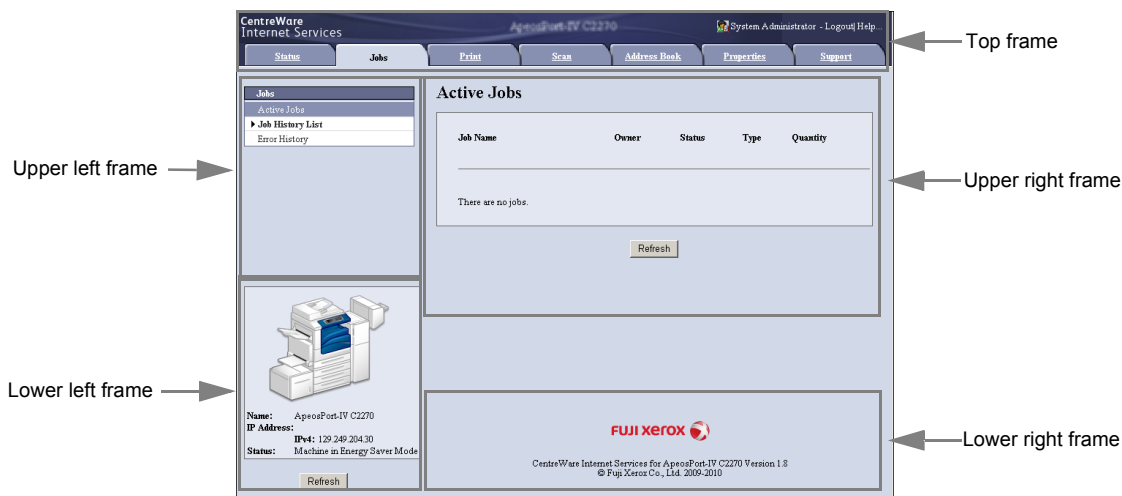 CentreWare
Internet Services
ApeosPort-IV C2270
System Administrator - Logout| Help...
Status
Jobs
Print
Scan
Address Book
Properties
Support
Top frame
Jobs
Active Jobs
Job History List
Error History
Upper left frame
Active Jobs
Job Name Owner Status Type Quantity
There are no jobs.
Refresh
Upper right frame
Lower left frame
Name: ApeosPort-IV C2270
IP Address:
IPv4: 129.249.204.30
Status: Machine in Energy Saver Mode
Refresh
FUJI xerox
CentreWare Internet Services for ApeosPort-IV C2270 Version 1.8
© Fuji Xerox Co., Ltd. 2009-2010
Lower right frame